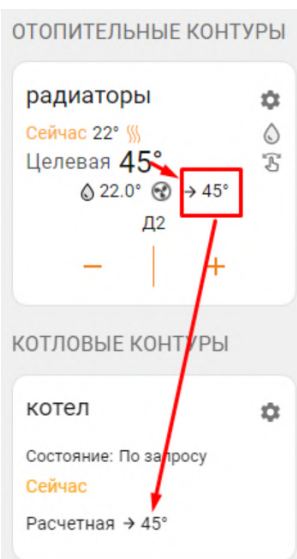 ОТОПИТЕЛЬНЫЕ КОНТУРЫ
радиаторы
Сейчас 22°
Целевая 45°
22.0° → 45°
Д2
− +
КОТЛОВЫЕ КОНТУРЫ
котел
Состояние: По запросу
Сейчас
Расчетная → 45°